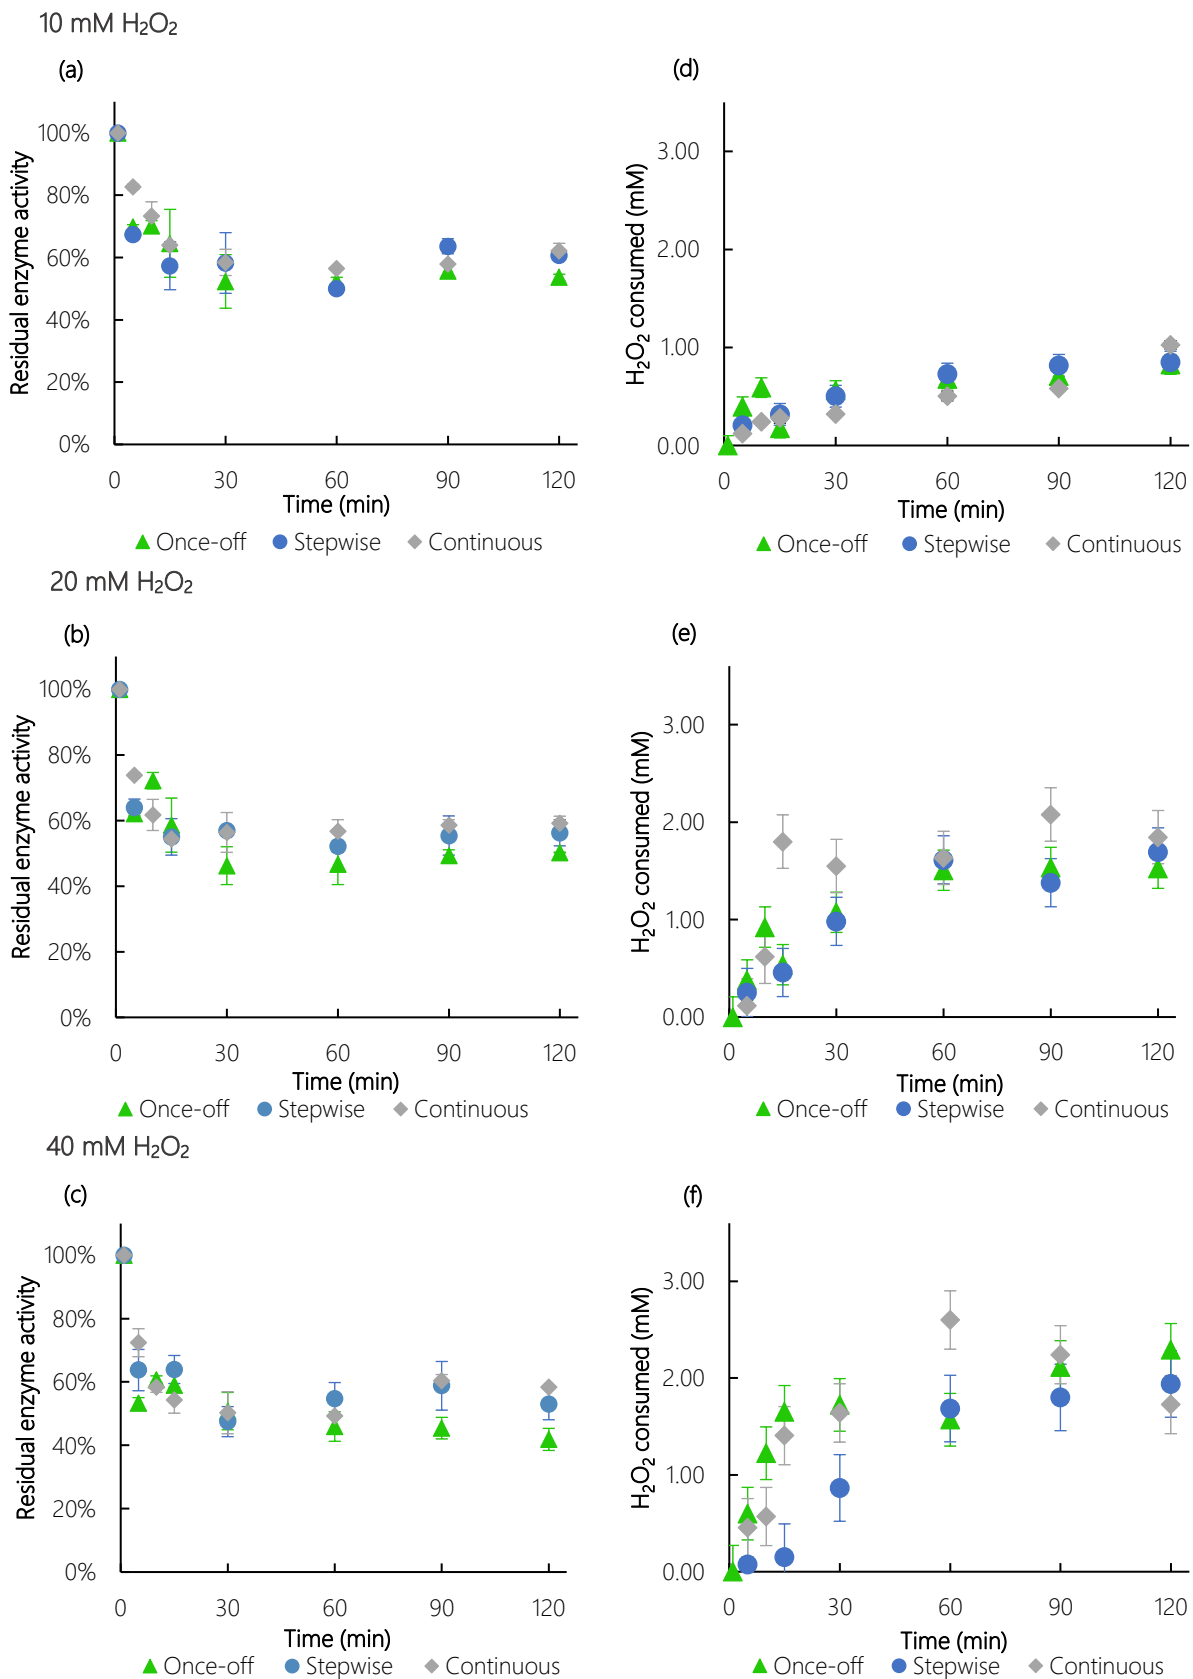 10 mM H₂O₂
(a)
Residual enzyme activity
100%
80%
60%
40%
20%
0%
0 30 60 90 120
Time (min)
Once-off Stepwise Continuous
(d)
H₂O₂ consumed (mM)
3.00
2.00
1.00
0.00
0 30 60 90 120
Time (min)
Once-off Stepwise Continuous
20 mM H₂O₂
(b)
Residual enzyme activity
100%
80%
60%
40%
20%
0%
0 30 60 90 120
Time (min)
Once-off Stepwise Continuous
(e)
H₂O₂ consumed (mM)
3.00
2.00
1.00
0.00
0 30 60 90 120
Time (min)
Once-off Stepwise Continuous
40 mM H₂O₂
(c)
Residual enzyme activity
100%
80%
60%
40%
20%
0%
0 30 60 90 120
Time (min)
Once-off Stepwise Continuous
(f)
H₂O₂ consumed (mM)
3.00
2.00
1.00
0.00
0 30 60 90 120
Time (min)
Once-off Stepwise Continuous